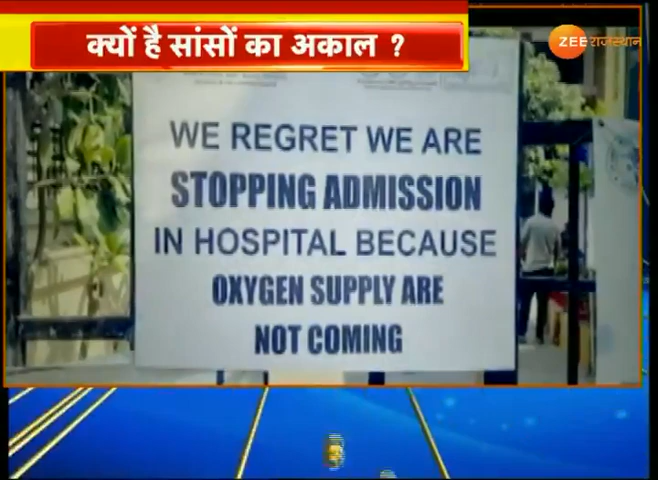 क्यों है सांसों का अकाल ?
ZEE राजस्थान
WE REGRET WE ARE
STOPPING ADMISSION
IN HOSPITAL BECAUSE
OXYGEN SUPPLY ARE
NOT COMING